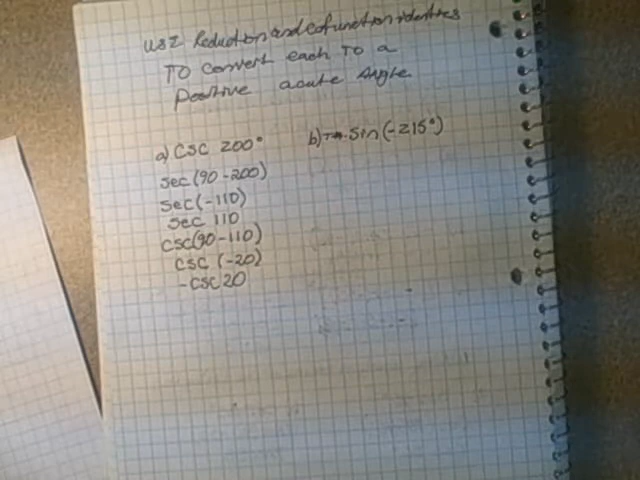 USE Reduction and cofunction identities
TO convert each TO a
Positive acute Angle.
a) CSC 200°
b) Sin(-215°)
sec(90-200)
sec(-110)
sec 110
csc(90-110)
csc (-20)
-csc 20